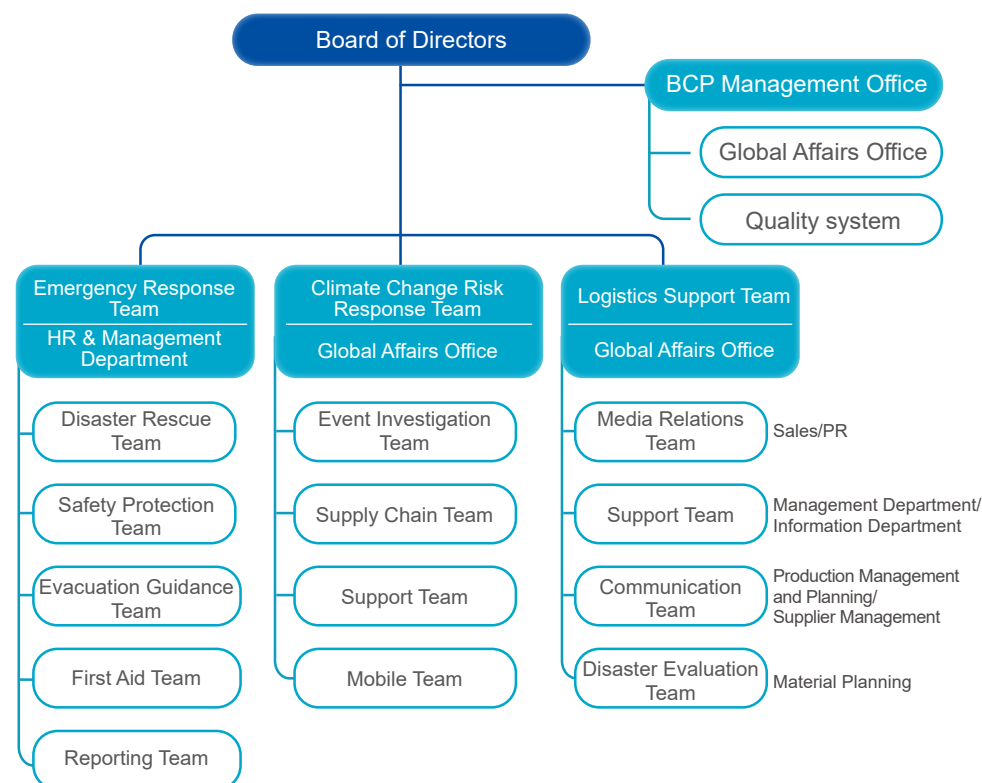 Board of Directors
BCP Management Office
Global Affairs Office
Quality system
Emergency Response
Team
HR & Management
Department
Disaster Rescue
Team
Safety Protection
Team
Evacuation Guidance
Team
First Aid Team
Reporting Team
Climate Change Risk
Response Team
Global Affairs Office
Event Investigation
Team
Supply Chain Team
Support Team
Mobile Team
Logistics Support Team
Global Affairs Office
Media Relations
Team
Sales/PR
Support Team
Management Department/
Information Department
Communication
Team
Production Management
and Planning/
Supplier Management
Disaster Evaluation
Team
Material Planning